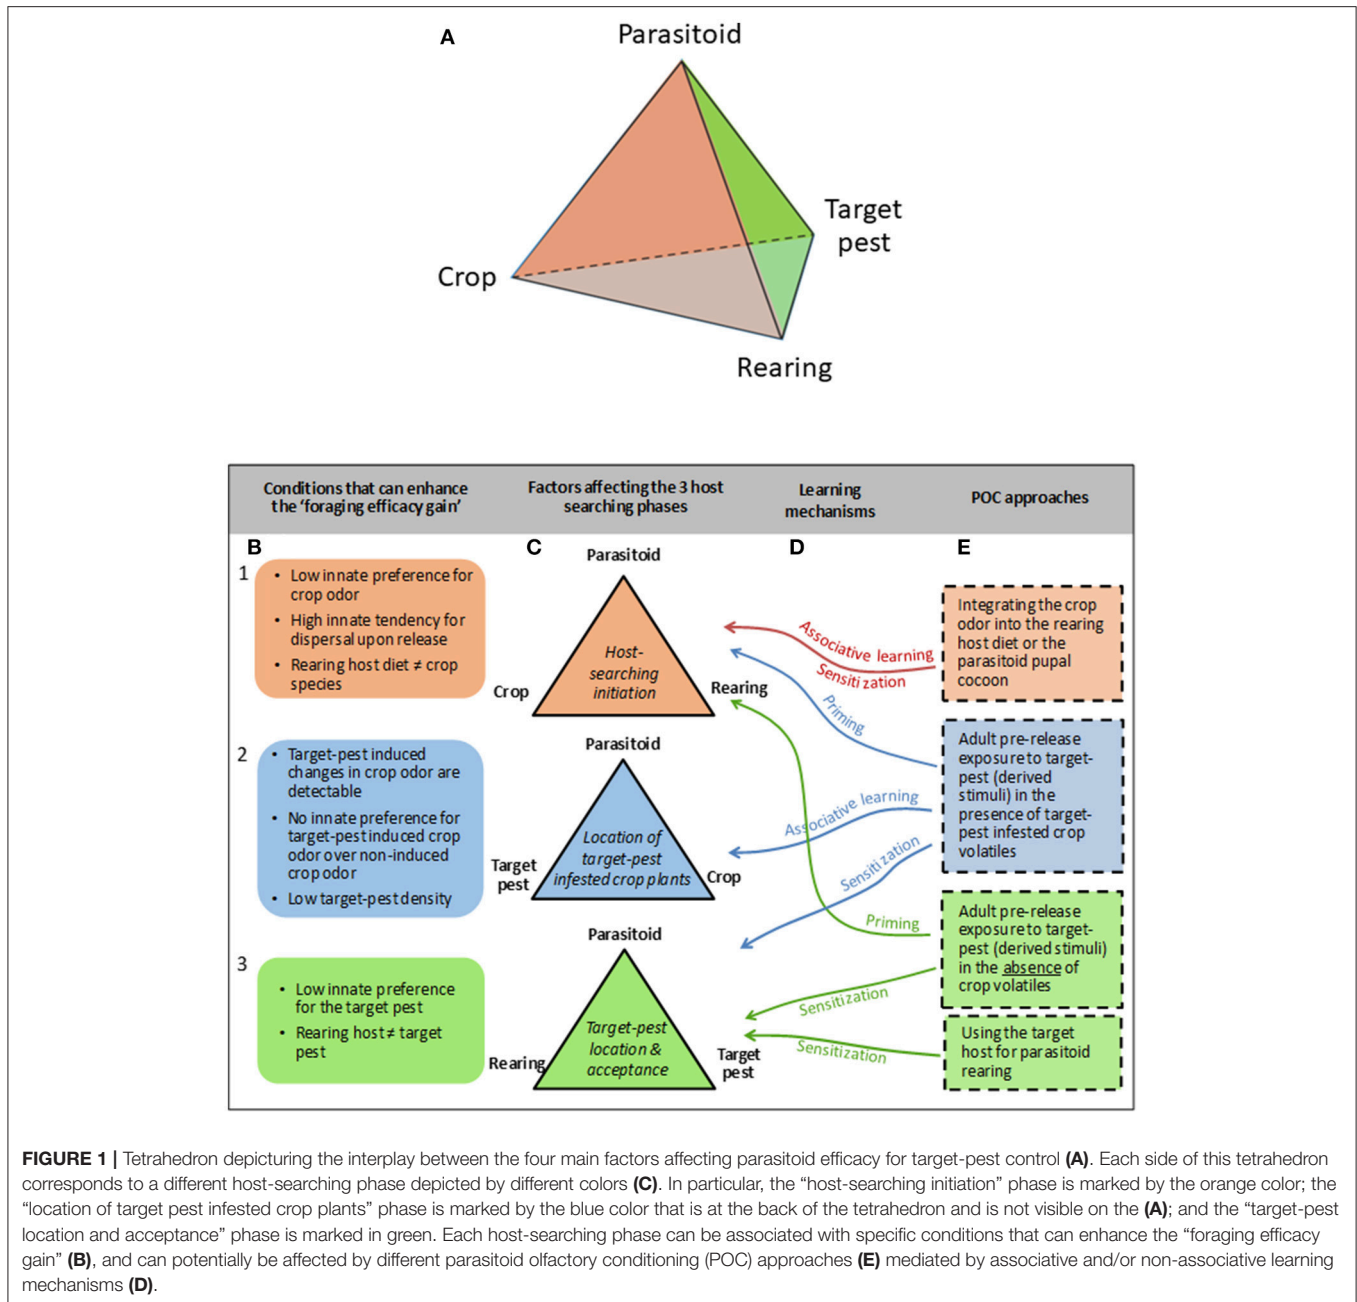 A
Parasitoid
Target
pest
Crop
Rearing
Conditions that can enhance
the 'foraging efficacy gain'
Factors affecting the 3 host
searching phases
Learning
mechanisms
POC approaches
B
C
D
E
1
• Low innate preference for
crop odor
• High innate tendency for
dispersal upon release
• Rearing host diet ≠ crop
species
Parasitoid
Host-
searching
initiation
Crop
Rearing
Associative learning
Sensitization
Priming
Integrating the crop
odor into the rearing
host diet or the
parasitoid pupal
cocoon
2
• Target-pest induced
changes in crop odor are
detectable
• No innate preference for
target-pest induced crop
odor over non-induced
crop odor
• Low target-pest density
Parasitoid
Location of
target-pest
infested crop plants
Target
pest
Crop
Associative learning
Sensitization
Adult pre-release
exposure to target-
pest (derived
stimuli) in the
presence of target-
pest infested crop
volatiles
3
• Low innate preference
for the target pest
• Rearing host ≠ target
pest
Parasitoid
Target-pest
location &
acceptance
Rearing
Target
pest
Priming
Sensitization
Sensitization
Adult pre-release
exposure to target-
pest (derived stimuli)
in the absence of
crop volatiles
Using the target
host for parasitoid
rearing
FIGURE 1 | Tetrahedron depicturing the interplay between the four main factors affecting parasitoid efficacy for target-pest control (A). Each side of this tetrahedron
corresponds to a different host-searching phase depicted by different colors (C). In particular, the “host-searching initiation” phase is marked by the orange color; the
“location of target pest infested crop plants” phase is marked by the blue color that is at the back of the tetrahedron and is not visible on the (A); and the “target-pest
location and acceptance” phase is marked in green. Each host-searching phase can be associated with specific conditions that can enhance the “foraging efficacy
gain” (B), and can potentially be affected by different parasitoid olfactory conditioning (POC) approaches (E) mediated by associative and/or non-associative learning
mechanisms (D).